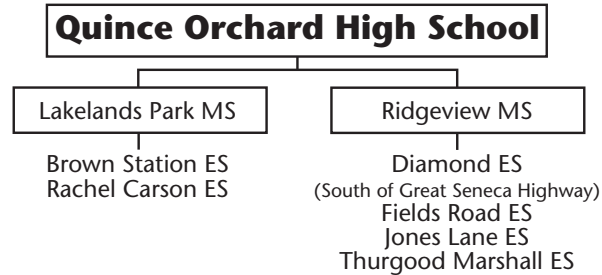 Quince Orchard High School
Lakelands Park MS
Ridgeview MS
Brown Station ES
Rachel Carson ES
Diamond ES
(South of Great Seneca Highway)
Fields Road ES
Jones Lane ES
Thurgood Marshall ES